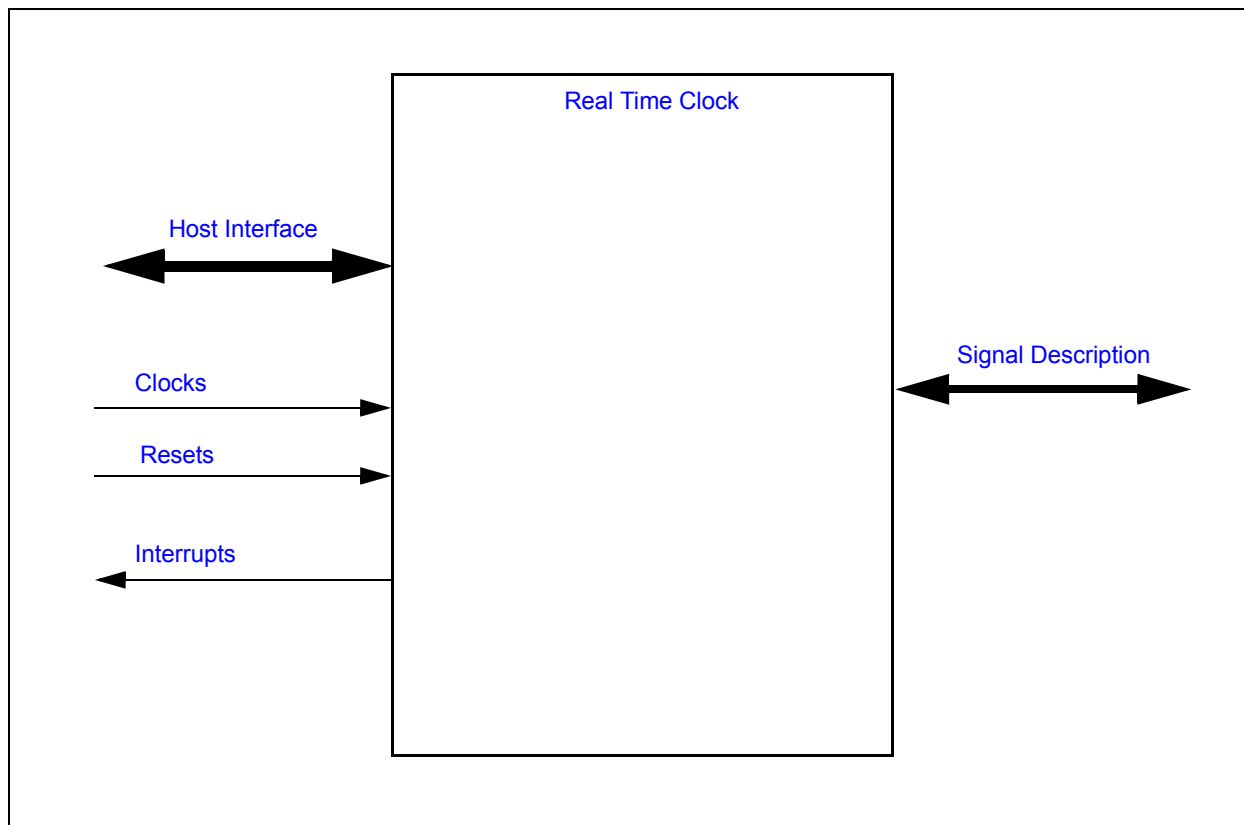 Real Time Clock
Host Interface
Signal Description
Clocks
Resets
Interrupts